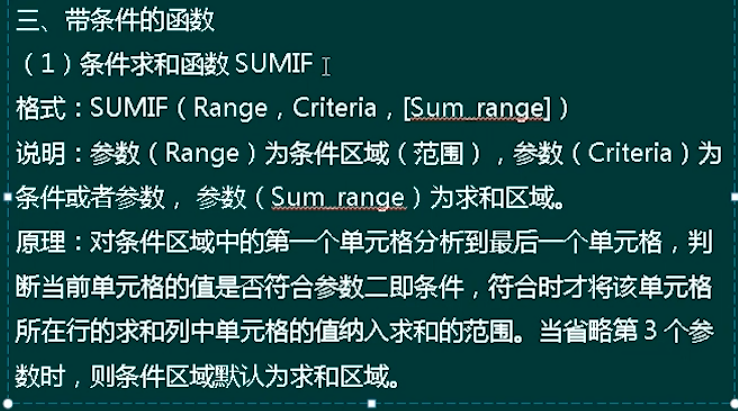 三、带条件的函数
（1）条件求和函数 SUMIF
格式：SUMIF（Range，Criteria，[Sum_range]）
说明：参数（Range）为条件区域（范围），参数（Criteria）为
条件或者参数， 参数（Sum_range）为求和区域。
原理：对条件区域中的第一个单元格分析到最后一个单元格，判
断当前单元格的值是否符合参数二即条件，符合时才将该单元格
所在行的求和列中单元格的值纳入求和的范围。当省略第 3 个参
数时，则条件区域默认为求和区域。